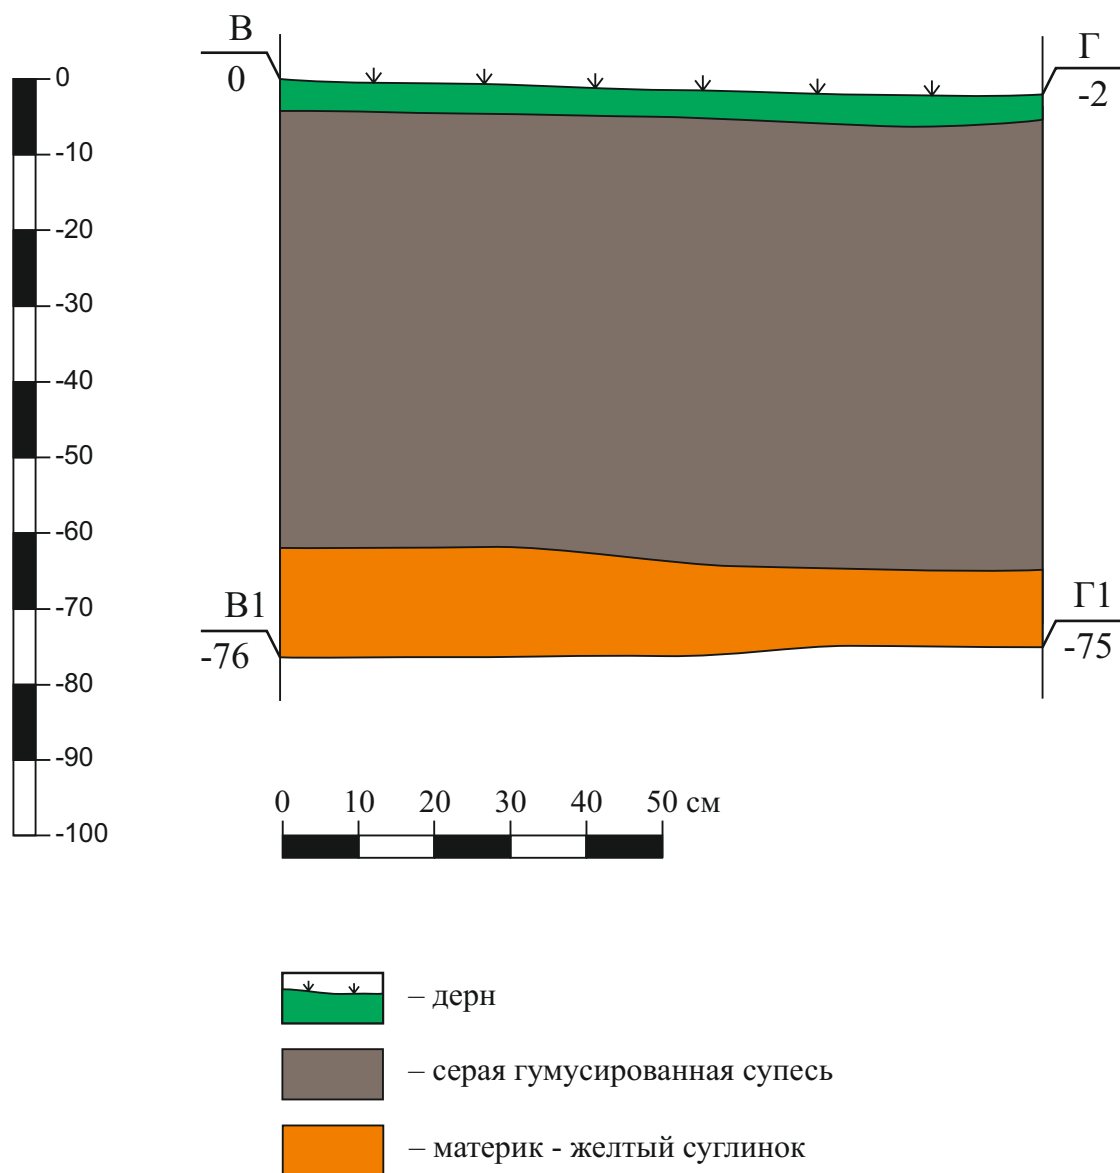 В
Г
0
-2
0
-10
-20
-30
-40
-50
-60
-70
-80
-90
-100
В1
Г1
-76
-75
0 10 20 30 40 50 см
– дерн
– серая гумусированная супесь
– материк - желтый суглинок